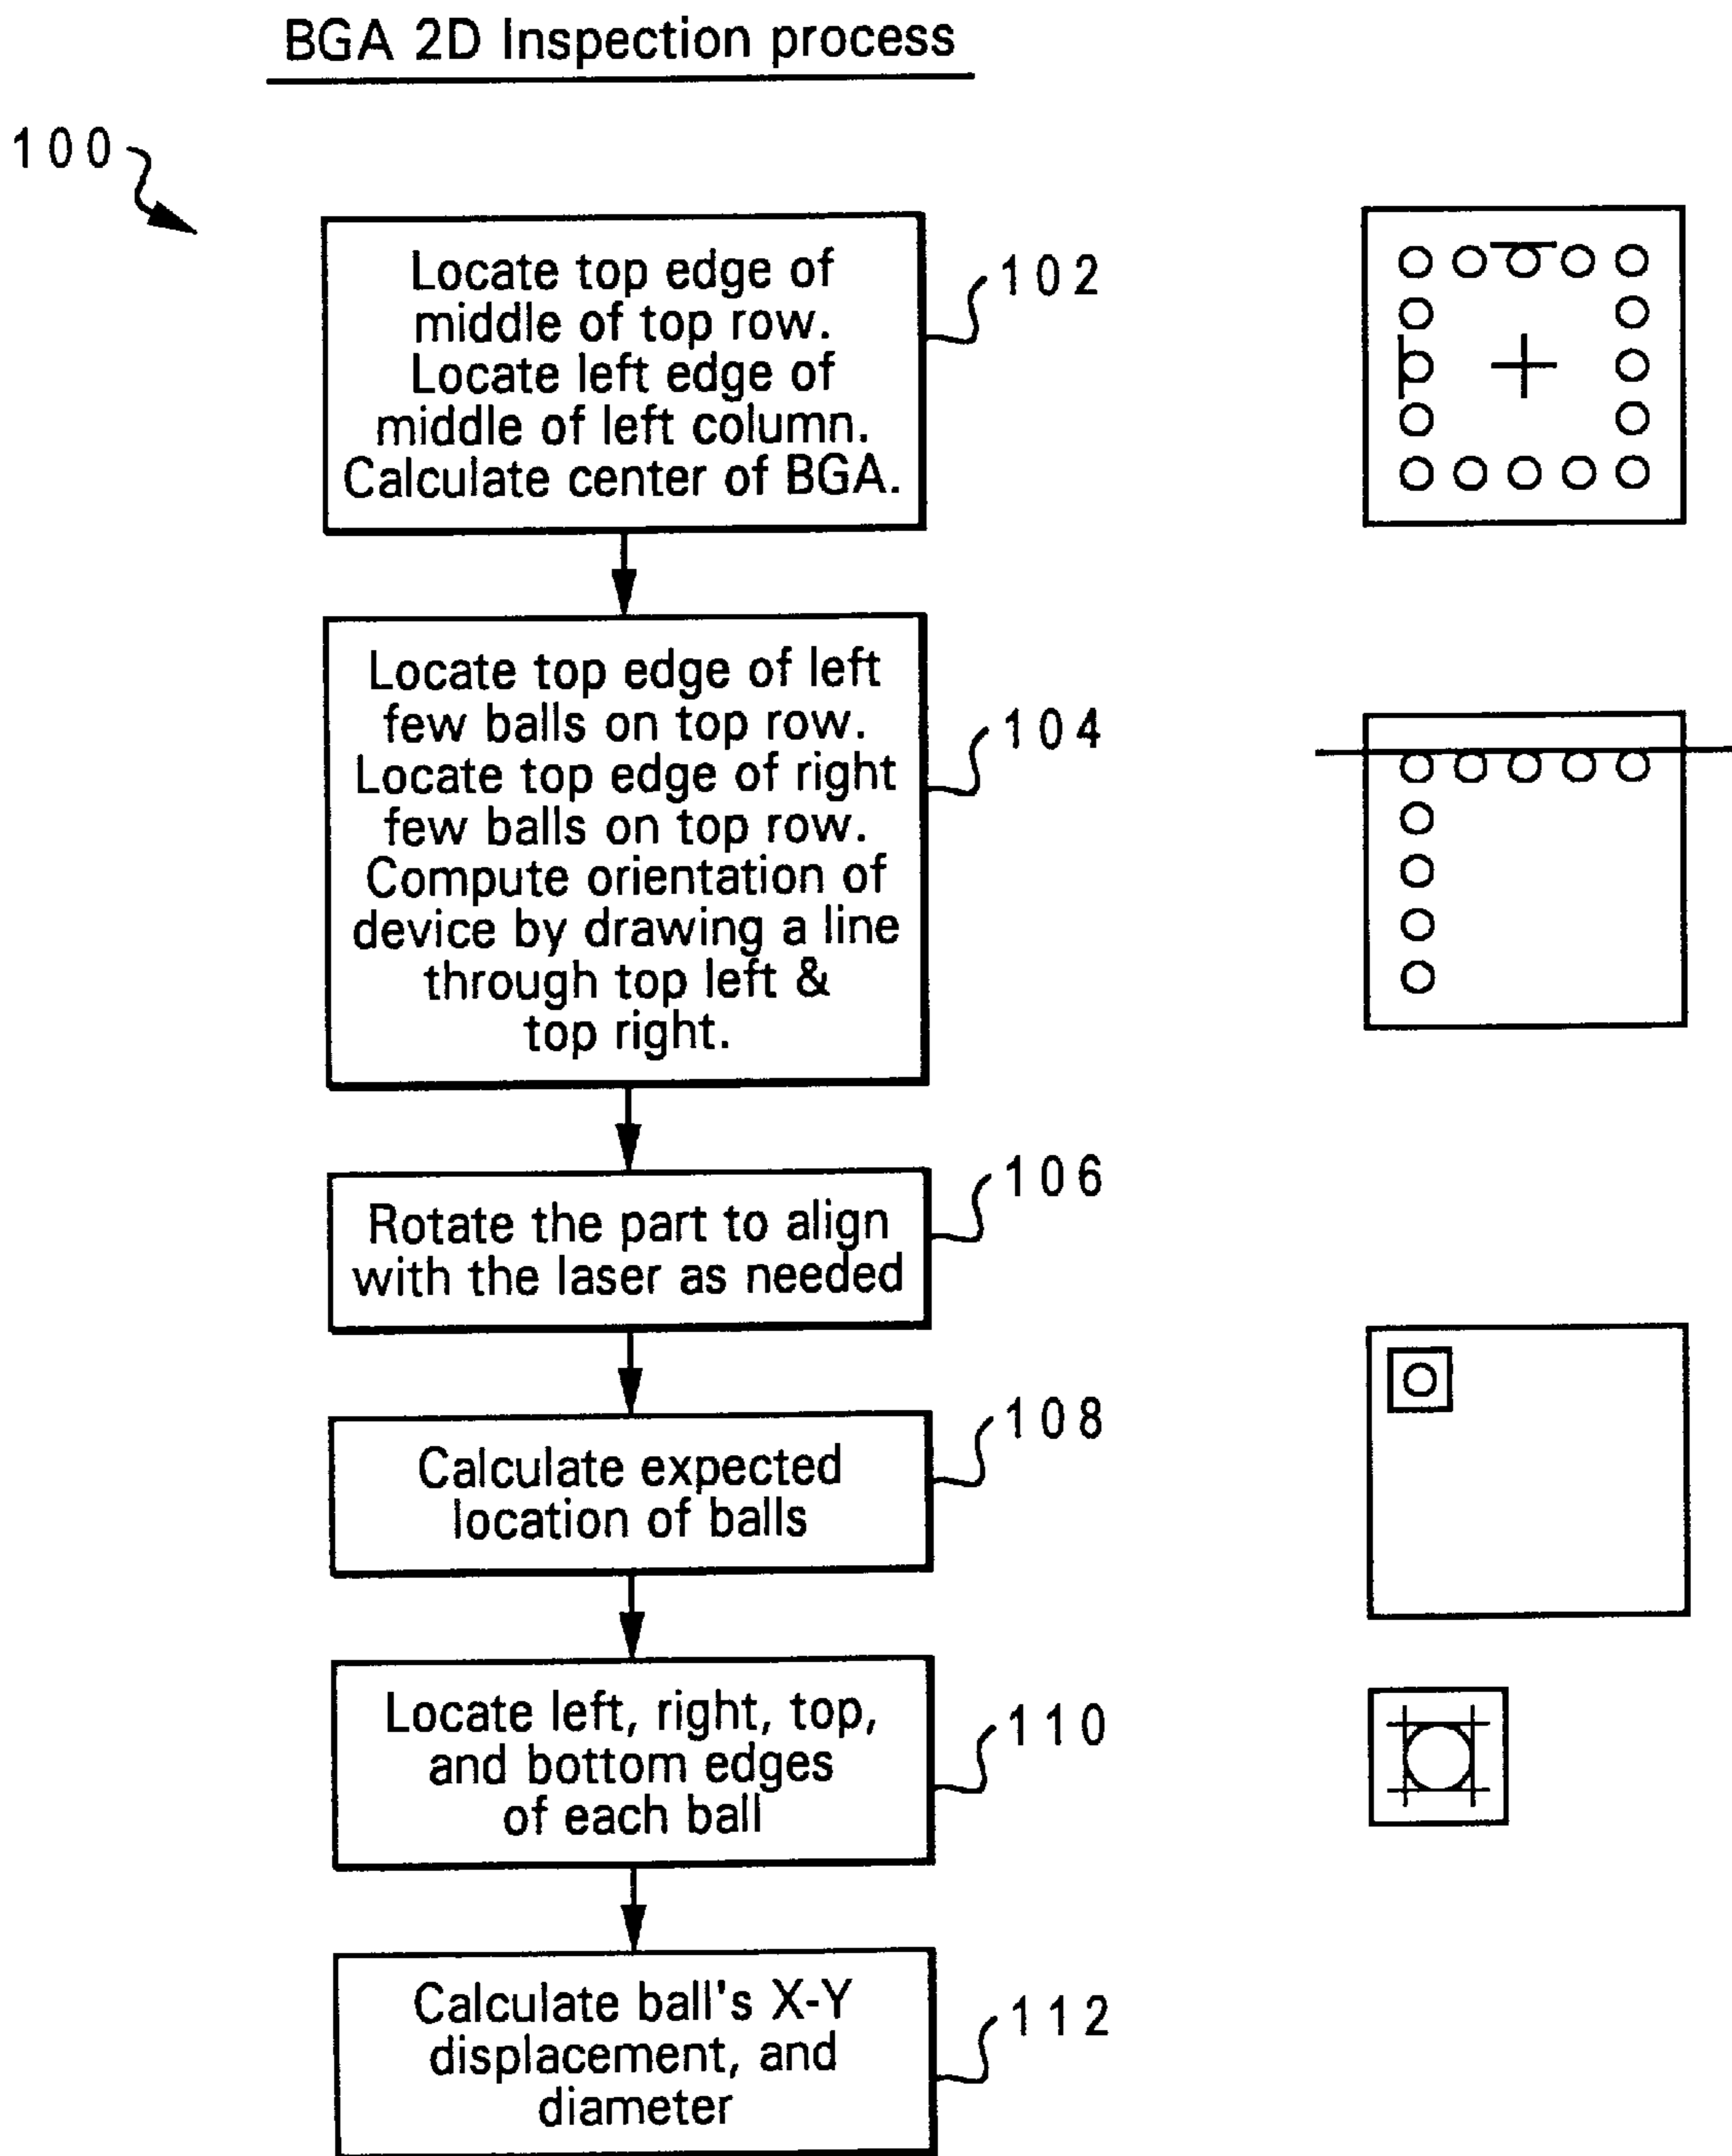 BGA 2D Inspection process
100
Locate top edge of
middle of top row.
Locate left edge of
middle of left column.
Calculate center of BGA.
102
Locate top edge of left
few balls on top row.
Locate top edge of right
few balls on top row.
Compute orientation of
device by drawing a line
through top left &
top right.
104
Rotate the part to align
with the laser as needed
106
Calculate expected
location of balls
108
Locate left, right, top,
and bottom edges
of each ball
110
Calculate ball's X-Y
displacement, and
diameter
112